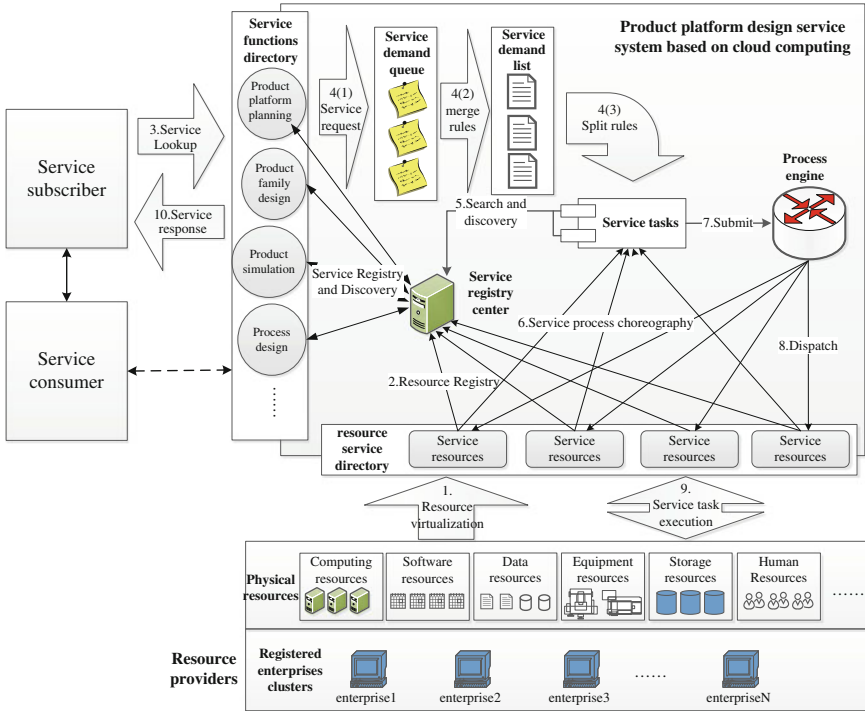 Service
functions
directory
Product
platform
planning
Product
family
design
Product
simulation
Process
design
......
Service
subscriber
Service
consumer
3.Service
Lookup
10.Service
response
4(1)
Service
request
Service
demand
queue
4(2)
merge
rules
Service
demand
list
4(3)
Split rules
Product platform design service
system based on cloud computing
Process
engine
5.Search and
discovery
Service tasks
7.Submit
Service Registry
and Discovery
Service
registry
center
6.Service process choreography
8.Dispatch
2.Resource Registry
resource
service
directory
Service
resources
Service
resources
Service
resources
Service
resources
1.
Resource
virtualization
9.
Service task
execution
Physical
resources
Computing
resources
Software
resources
Data
resources
Equipment
resources
Storage
resources
Human
Resources
......
Resource
providers
Registered
enterprises
clusters
enterprise1
enterprise2
enterprise3
......
enterpriseN